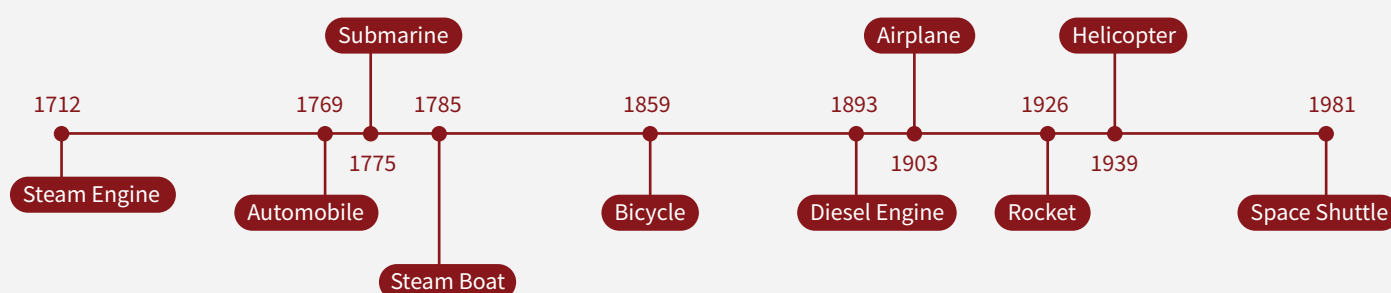 Submarine
Airplane
Helicopter
1712
1769
1785
1859
1893
1926
1981
1775
1903
1939
Steam Engine
Automobile
Bicycle
Diesel Engine
Rocket
Space Shuttle
Steam Boat